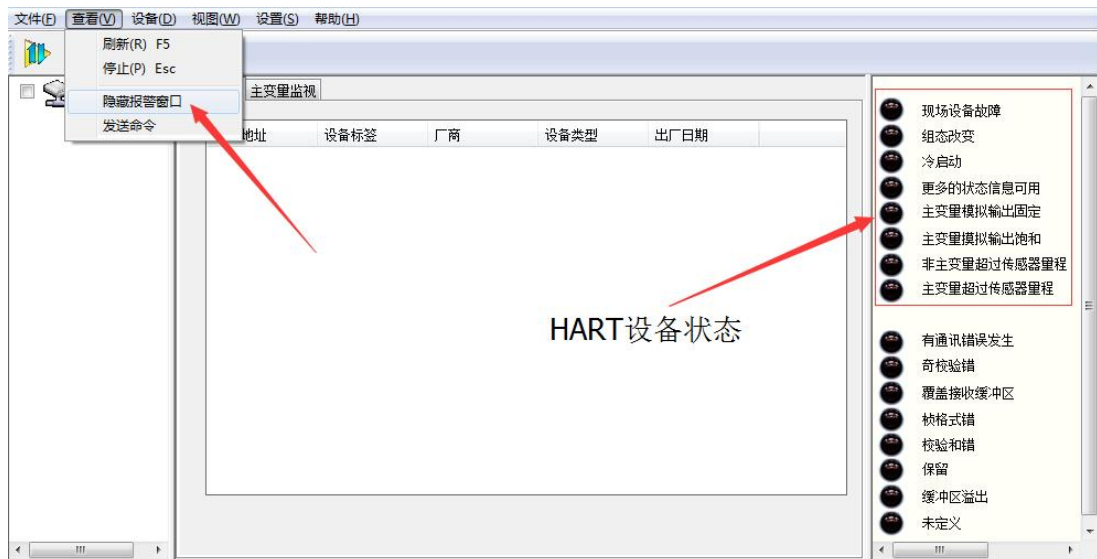 文件(F) 查看(V) 设备(D) 视图(W) 设置(S) 帮助(H)
刷新(R) F5
停止(P) Esc
隐藏报警窗口
发送命令
主变量监视
地址 设备标签 厂商 设备类型 出厂日期
HART设备状态
现场设备故障
组态改变
冷启动
更多的状态信息可用
主变量模拟输出固定
主变量摸拟输出饱和
非主变量超过传感器里程
主变量超过传感器里程
有通讯错误发生
奇校验错
覆盖接收缓冲区
桢格式错
校验和错
保留
缓冲区溢出
未定义